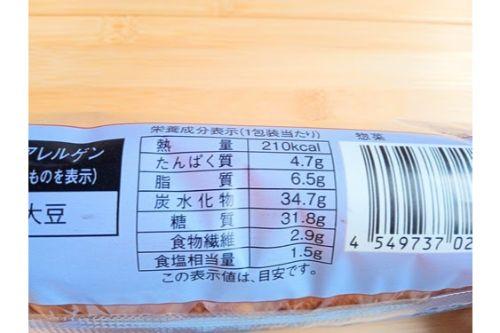 栄養成分表示(1包装当たり)
熱量 210kcal
たんぱく質 4.7g
脂質 6.5g
炭水化物 34.7g
糖質 31.8g
食物繊維 2.9g
食塩相当量 1.5g
この表示値は、目安です。
アレルゲン
ものを表示)
大豆
惣菜
4 549737 02